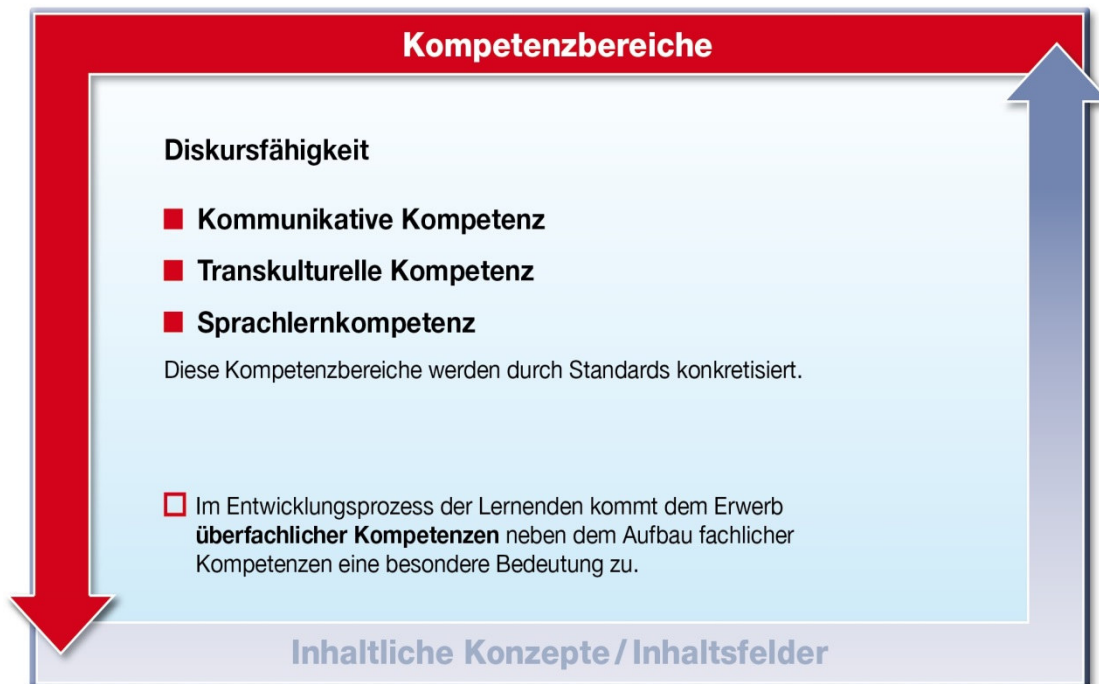 Kompetenzbereiche
Diskursfähigkeit
Kommunikative Kompetenz
Transkulturelle Kompetenz
Sprachlernkompetenz
Diese Kompetenzbereiche werden durch Standards konkretisiert.
Im Entwicklungsprozess der Lernenden kommt dem Erwerb
überfachlicher Kompetenzen neben dem Aufbau fachlicher
Kompetenzen eine besondere Bedeutung zu.
Inhaltliche Konzepte/Inhaltsfelder